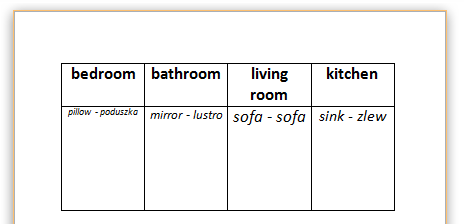 bedroom bathroom living room kitchen
pillow - poduszka mirror - lustro sofa - sofa sink - zlew